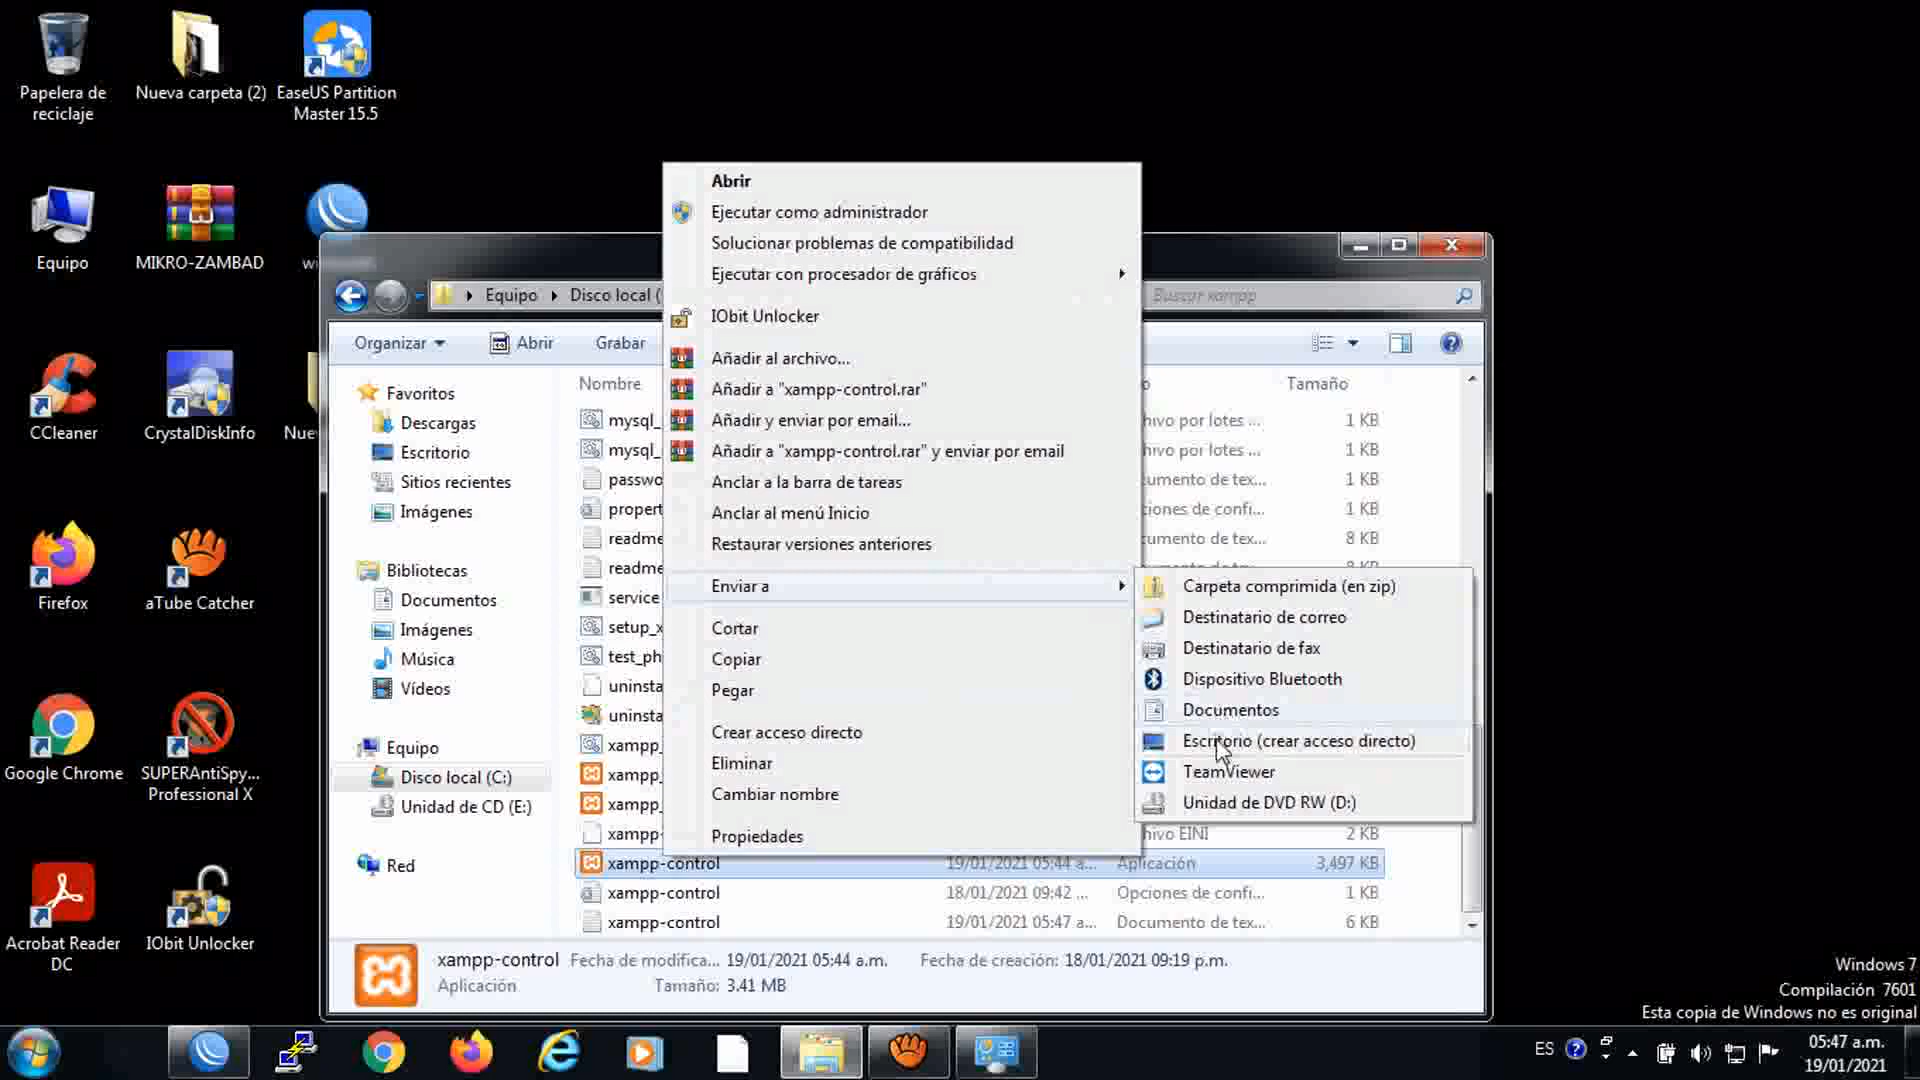 Papelera de
reciclaje
Nueva carpeta (2)
EaseUS Partition
Master 15.5
Equipo
MIKRO-ZAMBAD
CCleaner
CrystalDiskInfo
Firefox
aTube Catcher
Google Chrome
SUPERAntiSpy...
Professional X
Acrobat Reader
DC
IObit Unlocker
Equipo
Disco local (
Buscar xampp
Organizar
Abrir
Grabar
Favoritos
Descargas
Escritorio
Sitios recientes
Imágenes
Bibliotecas
Documentos
Imágenes
Música
Vídeos
Equipo
Disco local (C:)
Unidad de CD (E:)
Red
Nombre
Tamaño
mysql_
hivo por lotes ...
1 KB
mysql_
hivo por lotes ...
1 KB
passwo
umento de tex...
1 KB
propert
iones de confi...
1 KB
readme
umento de tex...
8 KB
readme
service
setup_x
test_ph
uninsta
uninsta
xampp_
xampp_
xampp_
xampp-
hivo EINI
2 KB
xampp-control
19/01/2021 05:44 a...
Aplicación
3,497 KB
xampp-control
18/01/2021 09:42 ...
Opciones de confi...
1 KB
xampp-control
19/01/2021 05:47 a...
Documento de tex...
6 KB
xampp-control
Fecha de modifica... 19/01/2021 05:44 a.m.
Fecha de creación: 18/01/2021 09:19 p.m.
Aplicación
Tamaño: 3.41 MB
Abrir
Ejecutar como administrador
Solucionar problemas de compatibilidad
Ejecutar con procesador de gráficos
IObit Unlocker
Añadir al archivo...
Añadir a "xampp-control.rar"
Añadir y enviar por email...
Añadir a "xampp-control.rar" y enviar por email
Anclar a la barra de tareas
Anclar al menú Inicio
Restaurar versiones anteriores
Enviar a
Cortar
Copiar
Pegar
Crear acceso directo
Eliminar
Cambiar nombre
Propiedades
Carpeta comprimida (en zip)
Destinatario de correo
Destinatario de fax
Dispositivo Bluetooth
Documentos
Escritorio (crear acceso directo)
TeamViewer
Unidad de DVD RW (D:)
Windows 7
Compilación 7601
Esta copia de Windows no es original
ES
05:47 a.m.
19/01/2021